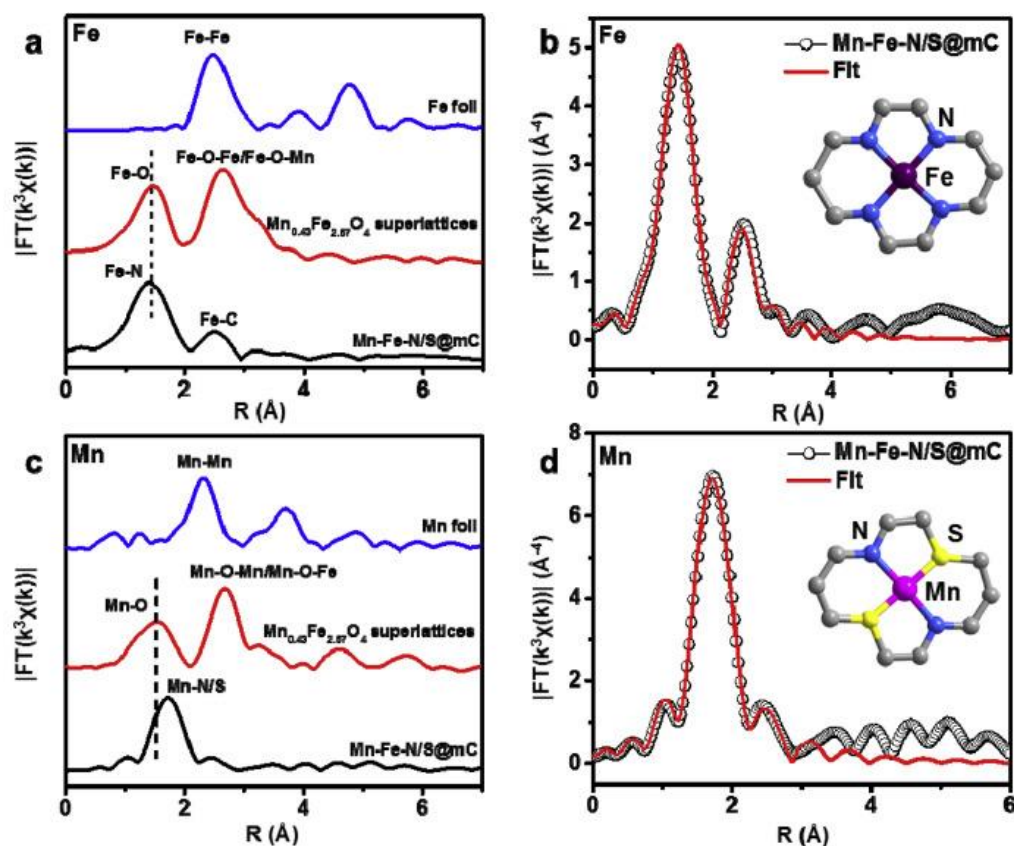 a Fe
Fe-Fe
Fe foil
Fe-O-Fe/Fe-O-Mn
Fe-O
Mn0.43Fe2.57O4 superlattices
Fe-N
Fe-C
Mn-Fe-N/S@mC
|FT(k³χ(k))|
0 2 4 6
R (Å)
b Fe
Mn-Fe-N/S@mC
Fit
N
Fe
|FT(k³χ(k))| (Å⁻⁴)
5
4
3
2
1
0
0 2 4 6
R (Å)
c Mn
Mn-Mn
Mn foil
Mn-O-Mn/Mn-O-Fe
Mn-O
Mn0.43Fe2.57O4 superlattices
Mn-N/S
Mn-Fe-N/S@mC
|FT(k³χ(k))|
0 2 4 6
R (Å)
d Mn
Mn-Fe-N/S@mC
Fit
N S
Mn
|FT(k³χ(k))| (Å⁻⁴)
8
6
4
2
0
0 2 4 6
R (Å)